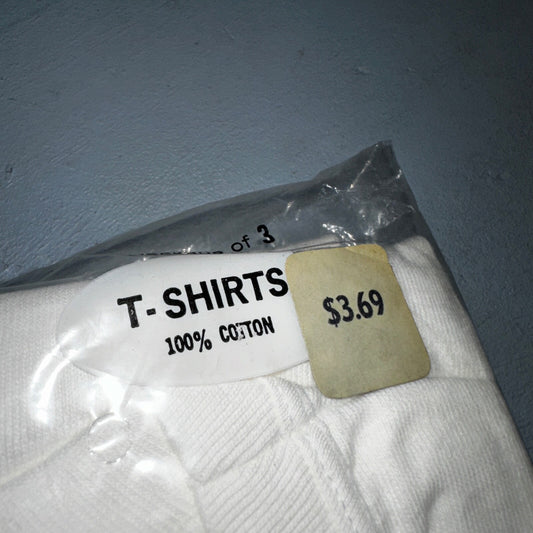 of 3
T-SHIRTS
100% COTTON
$3.69